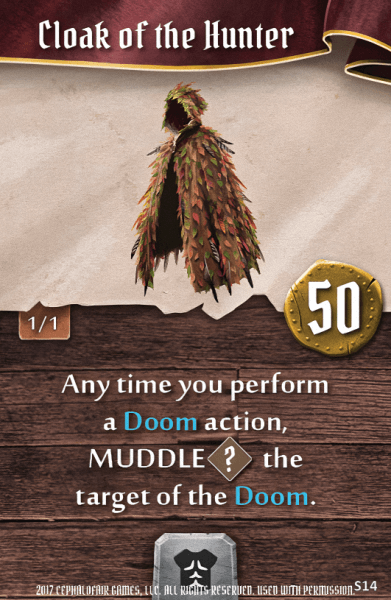 Cloak of the Hunter
50
1/1
Any time you perform
a Doom action,
MUDDLE ? the
target of the Doom.
2017 CEPHALOFAIR GAMES, LLC. ALL RIGHTS RESERVED. USED WITH PERMISSION
S14